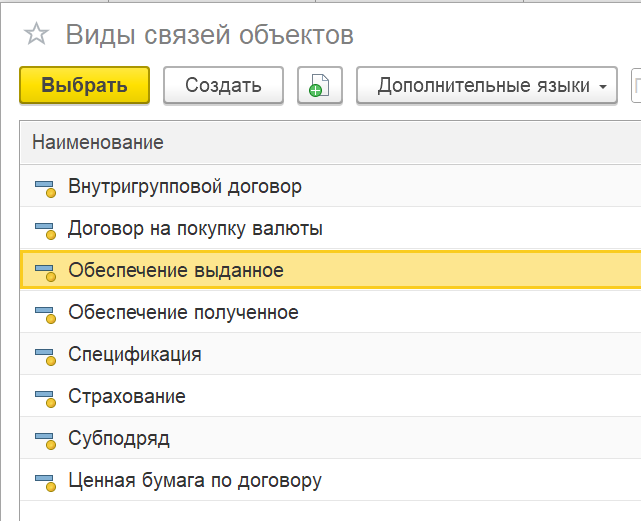 Виды связей объектов
Выбрать Создать Дополнительные языки
Наименование
Внутригрупповой договор
Договор на покупку валюты
Обеспечение выданное
Обеспечение полученное
Спецификация
Страхование
Субподряд
Ценная бумага по договору